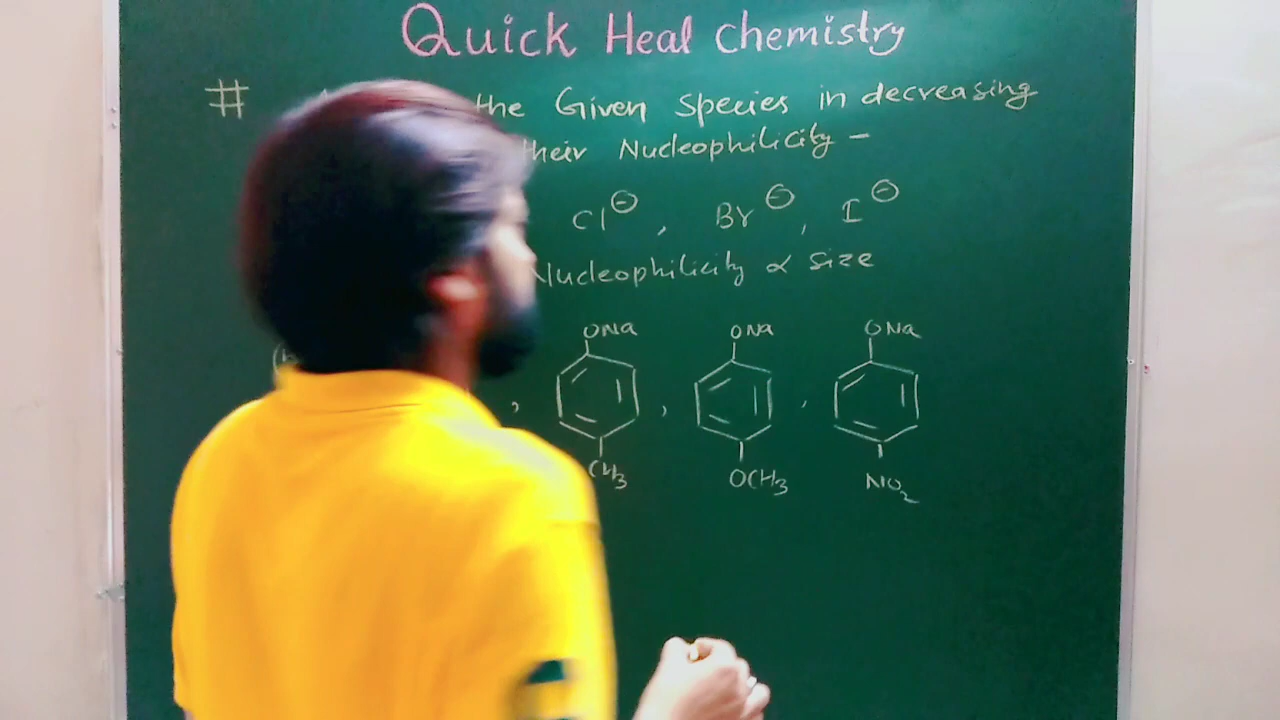 Quick Heal Chemistry
# the Given Species in decreasing
their Nucleophilicity –
Cl⊖ , Br⊖ , I⊖
Nucleophilicity ∝ size
ONa ONa ONa
, , ,
CH3 OCH3 NO2